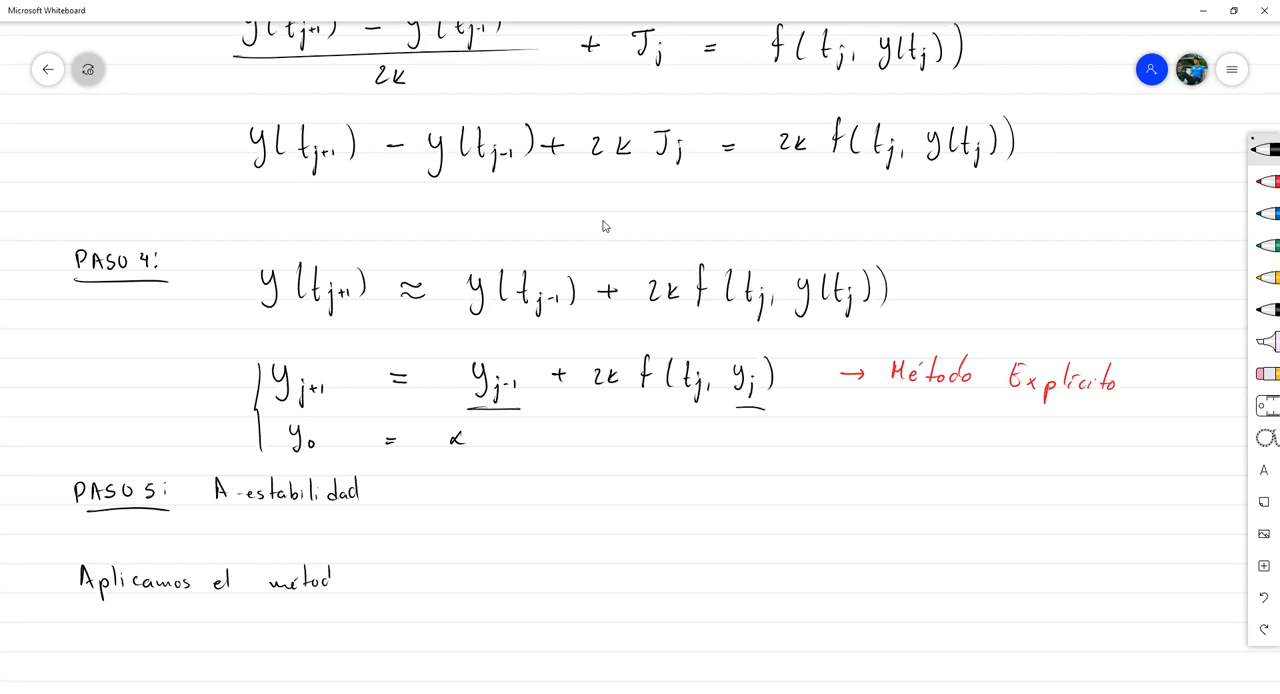 Microsoft Whiteboard
y(t_{j+1}) - y(t_{j-1}) / 2k + J_j = f(t_j, y(t_j))
y(t_{j+1}) - y(t_{j-1}) + 2k J_j = 2k f(t_j, y(t_j))
PASO 4: y(t_{j+1}) ≈ y(t_{j-1}) + 2k f(t_j, y(t_j))
y_{j+1} = y_{j-1} + 2k f(t_j, y_j) → Método Explícito
y_0 = α
PASO 5: A-estabilidad
Aplicamos el métod
A